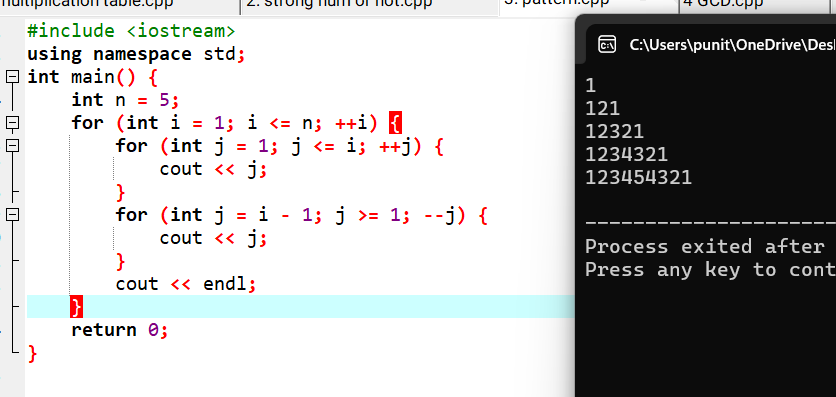 multiplication table.cpp
2. strong num or not.cpp
3. pattern.cpp
4 GCD.cpp
#include <iostream>
using namespace std;
int main() {
    int n = 5;
    for (int i = 1; i <= n; ++i) {
        for (int j = 1; j <= i; ++j) {
            cout << j;
        }
        for (int j = i - 1; j >= 1; --j) {
            cout << j;
        }
        cout << endl;
    }
    return 0;
}
C:\Users\punit\OneDrive\Des
1
121
12321
1234321
123454321
--------------------
Process exited after
Press any key to cont